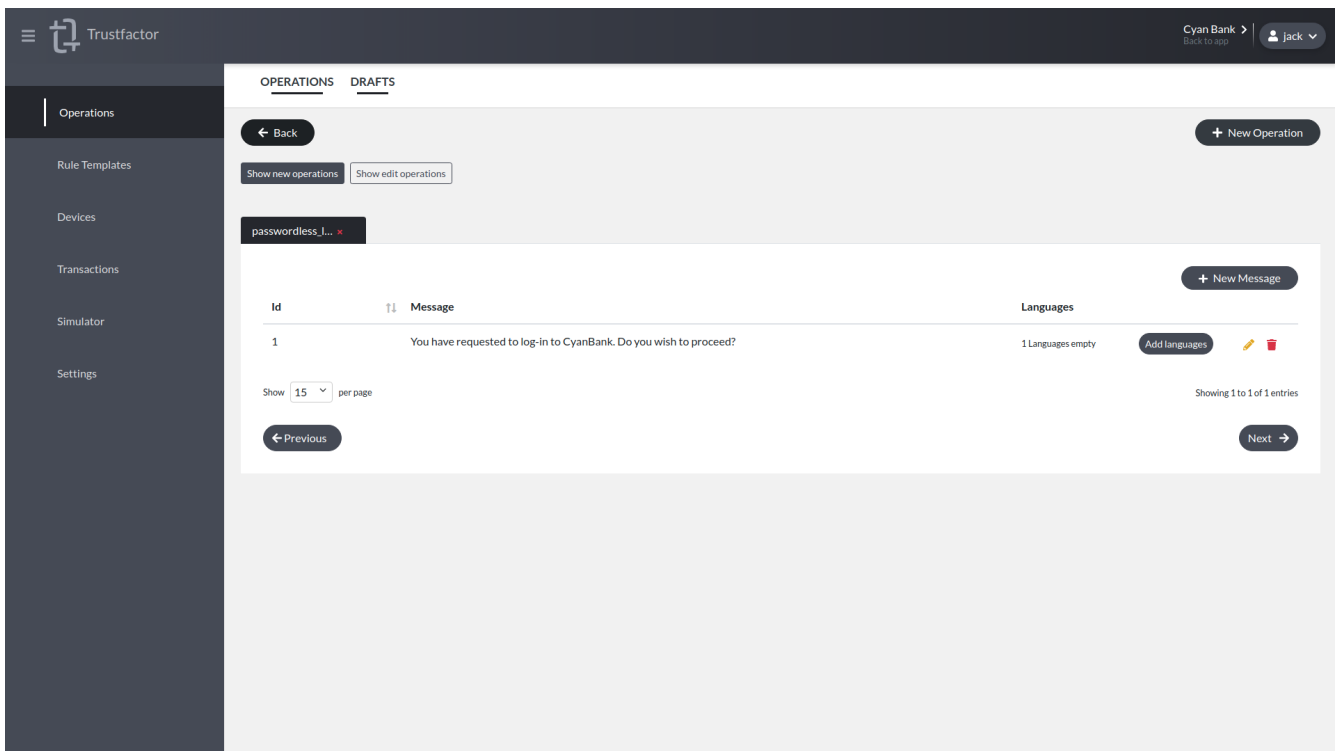 Trustfactor
Cyan Bank
Back to app
jack
Operations
Rule Templates
Devices
Transactions
Simulator
Settings
OPERATIONS DRAFTS
Back
+ New Operation
Show new operations Show edit operations
passwordless_l... ×
+ New Message
Id Message Languages
1 You have requested to log-in to CyanBank. Do you wish to proceed? 1 Languages empty Add languages
Show 15 per page Showing 1 to 1 of 1 entries
Previous Next